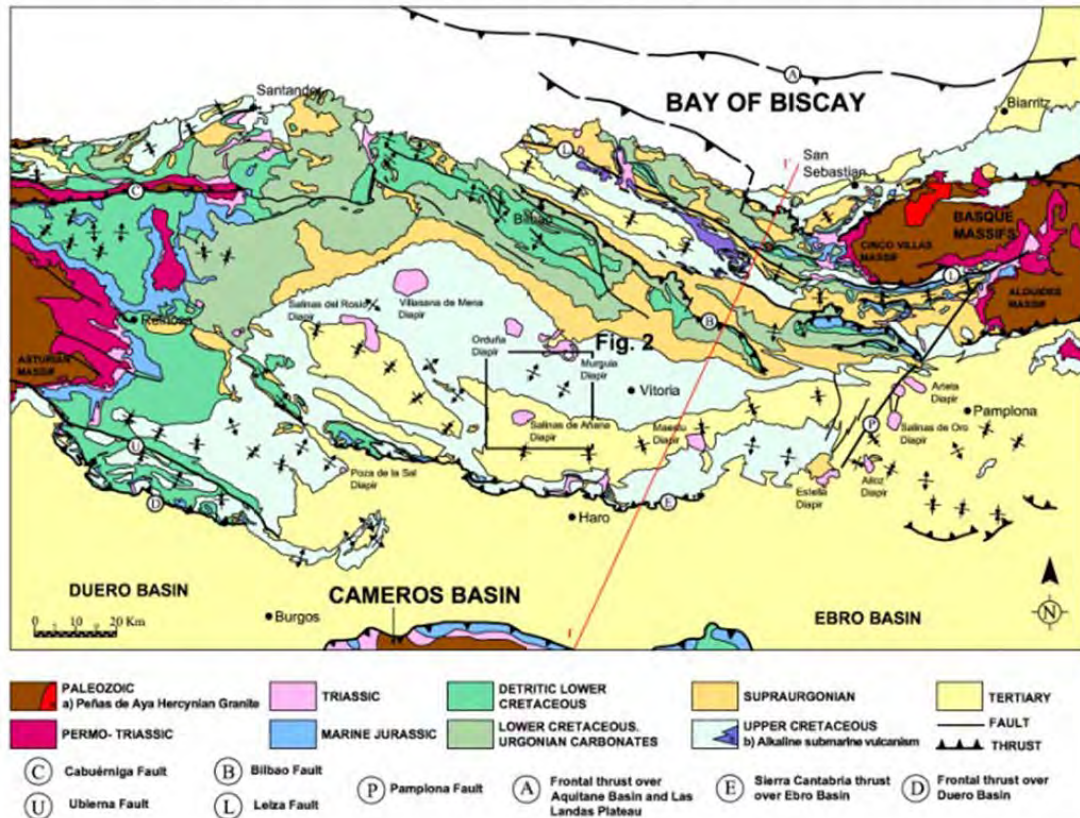 Santander
BAY OF BISCAY
A
Biarritz
San
Sebastian
L
I'
C
BASQUE
MASSIFS
CINCO VILLAS
MASSIF
Bilbao
L
ALDUIDES
MASSIF
Reinosa
Salinas del Rosio
Diapir
Villasana de Mena
Diapir
B
ASTURIAN
MASSIF
Orduña
Diapir
Fig. 2
Murguia
Diapir
Vitoria
Arteta
Diapir
Pamplona
Salinas de Añana
Diapir
Maestu
Diapir
P
Salinas de Oro
Diapir
U
Poza de la Sal
Diapir
Estella
Diapir
Alloz
Diapir
D
E
Haro
DUERO BASIN
CAMEROS BASIN
EBRO BASIN
0 10 20 Km
Burgos
I
N
PALEOZOIC
a) Peñas de Aya Hercynian Granite
TRIASSIC
DETRITIC LOWER
CRETACEOUS
SUPRAURGONIAN
TERTIARY
PERMO- TRIASSIC
MARINE JURASSIC
LOWER CRETACEOUS.
URGONIAN CARBONATES
UPPER CRETACEOUS
b) Alkaline submarine vulcanism
FAULT
THRUST
C Cabuérniga Fault
B Bilbao Fault
P Pamplona Fault
A Frontal thrust over
Aquitane Basin and Las
Landas Plateau
E Sierra Cantabria thrust
over Ebro Basin
D Frontal thrust over
Duero Basin
U Ubierna Fault
L Leiza Fault